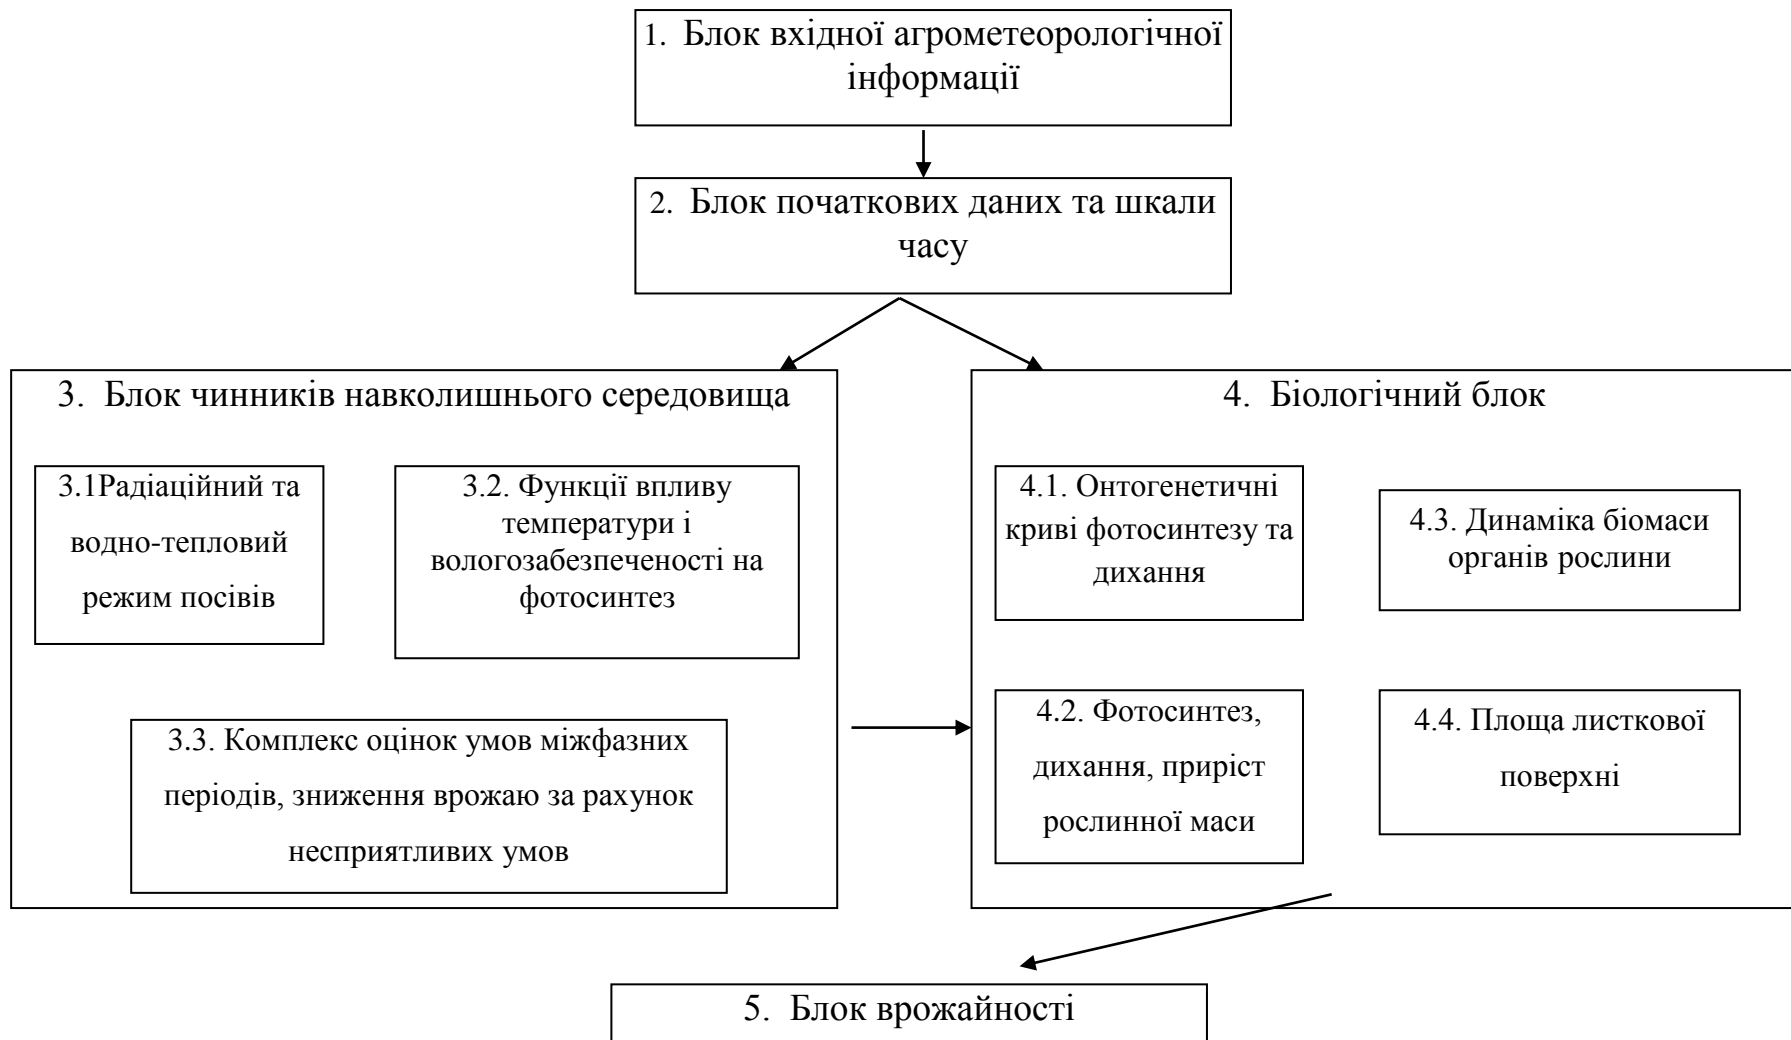 1. Блок вхідної агрометеорологічної
інформації
2. Блок початкових даних та шкали
часу
3. Блок чинників навколишнього середовища
3.1Радіаційний та
водно-тепловий
режим посівів
3.2. Функції впливу
температури і
вологозабезпеченості на
фотосинтез
3.3. Комплекс оцінок умов міжфазних
періодів, зниження врожаю за рахунок
несприятливих умов
4. Біологічний блок
4.1. Онтогенетичні
криві фотосинтезу та
дихання
4.3. Динаміка біомаси
органів рослини
4.2. Фотосинтез,
дихання, приріст
рослинної маси
4.4. Площа листкової
поверхні
5. Блок врожайності